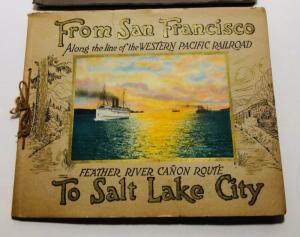 From San Francisco
Along the line of the WESTERN PACIFIC RAILROAD
FEATHER RIVER CAÑON ROUTE
To Salt Lake City